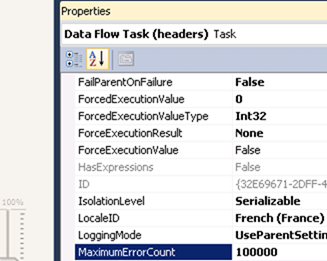 Properties
Data Flow Task (headers) Task
FailParentOnFailure False
ForcedExecutionValue 0
ForcedExecutionValueType Int32
ForceExecutionResult None
ForceExecutionValue False
HasExpressions False
ID {32E69671-2DFF-4
100%
IsolationLevel Serializable
LocaleID French (France)
LoggingMode UseParentSettin
MaximumErrorCount 100000